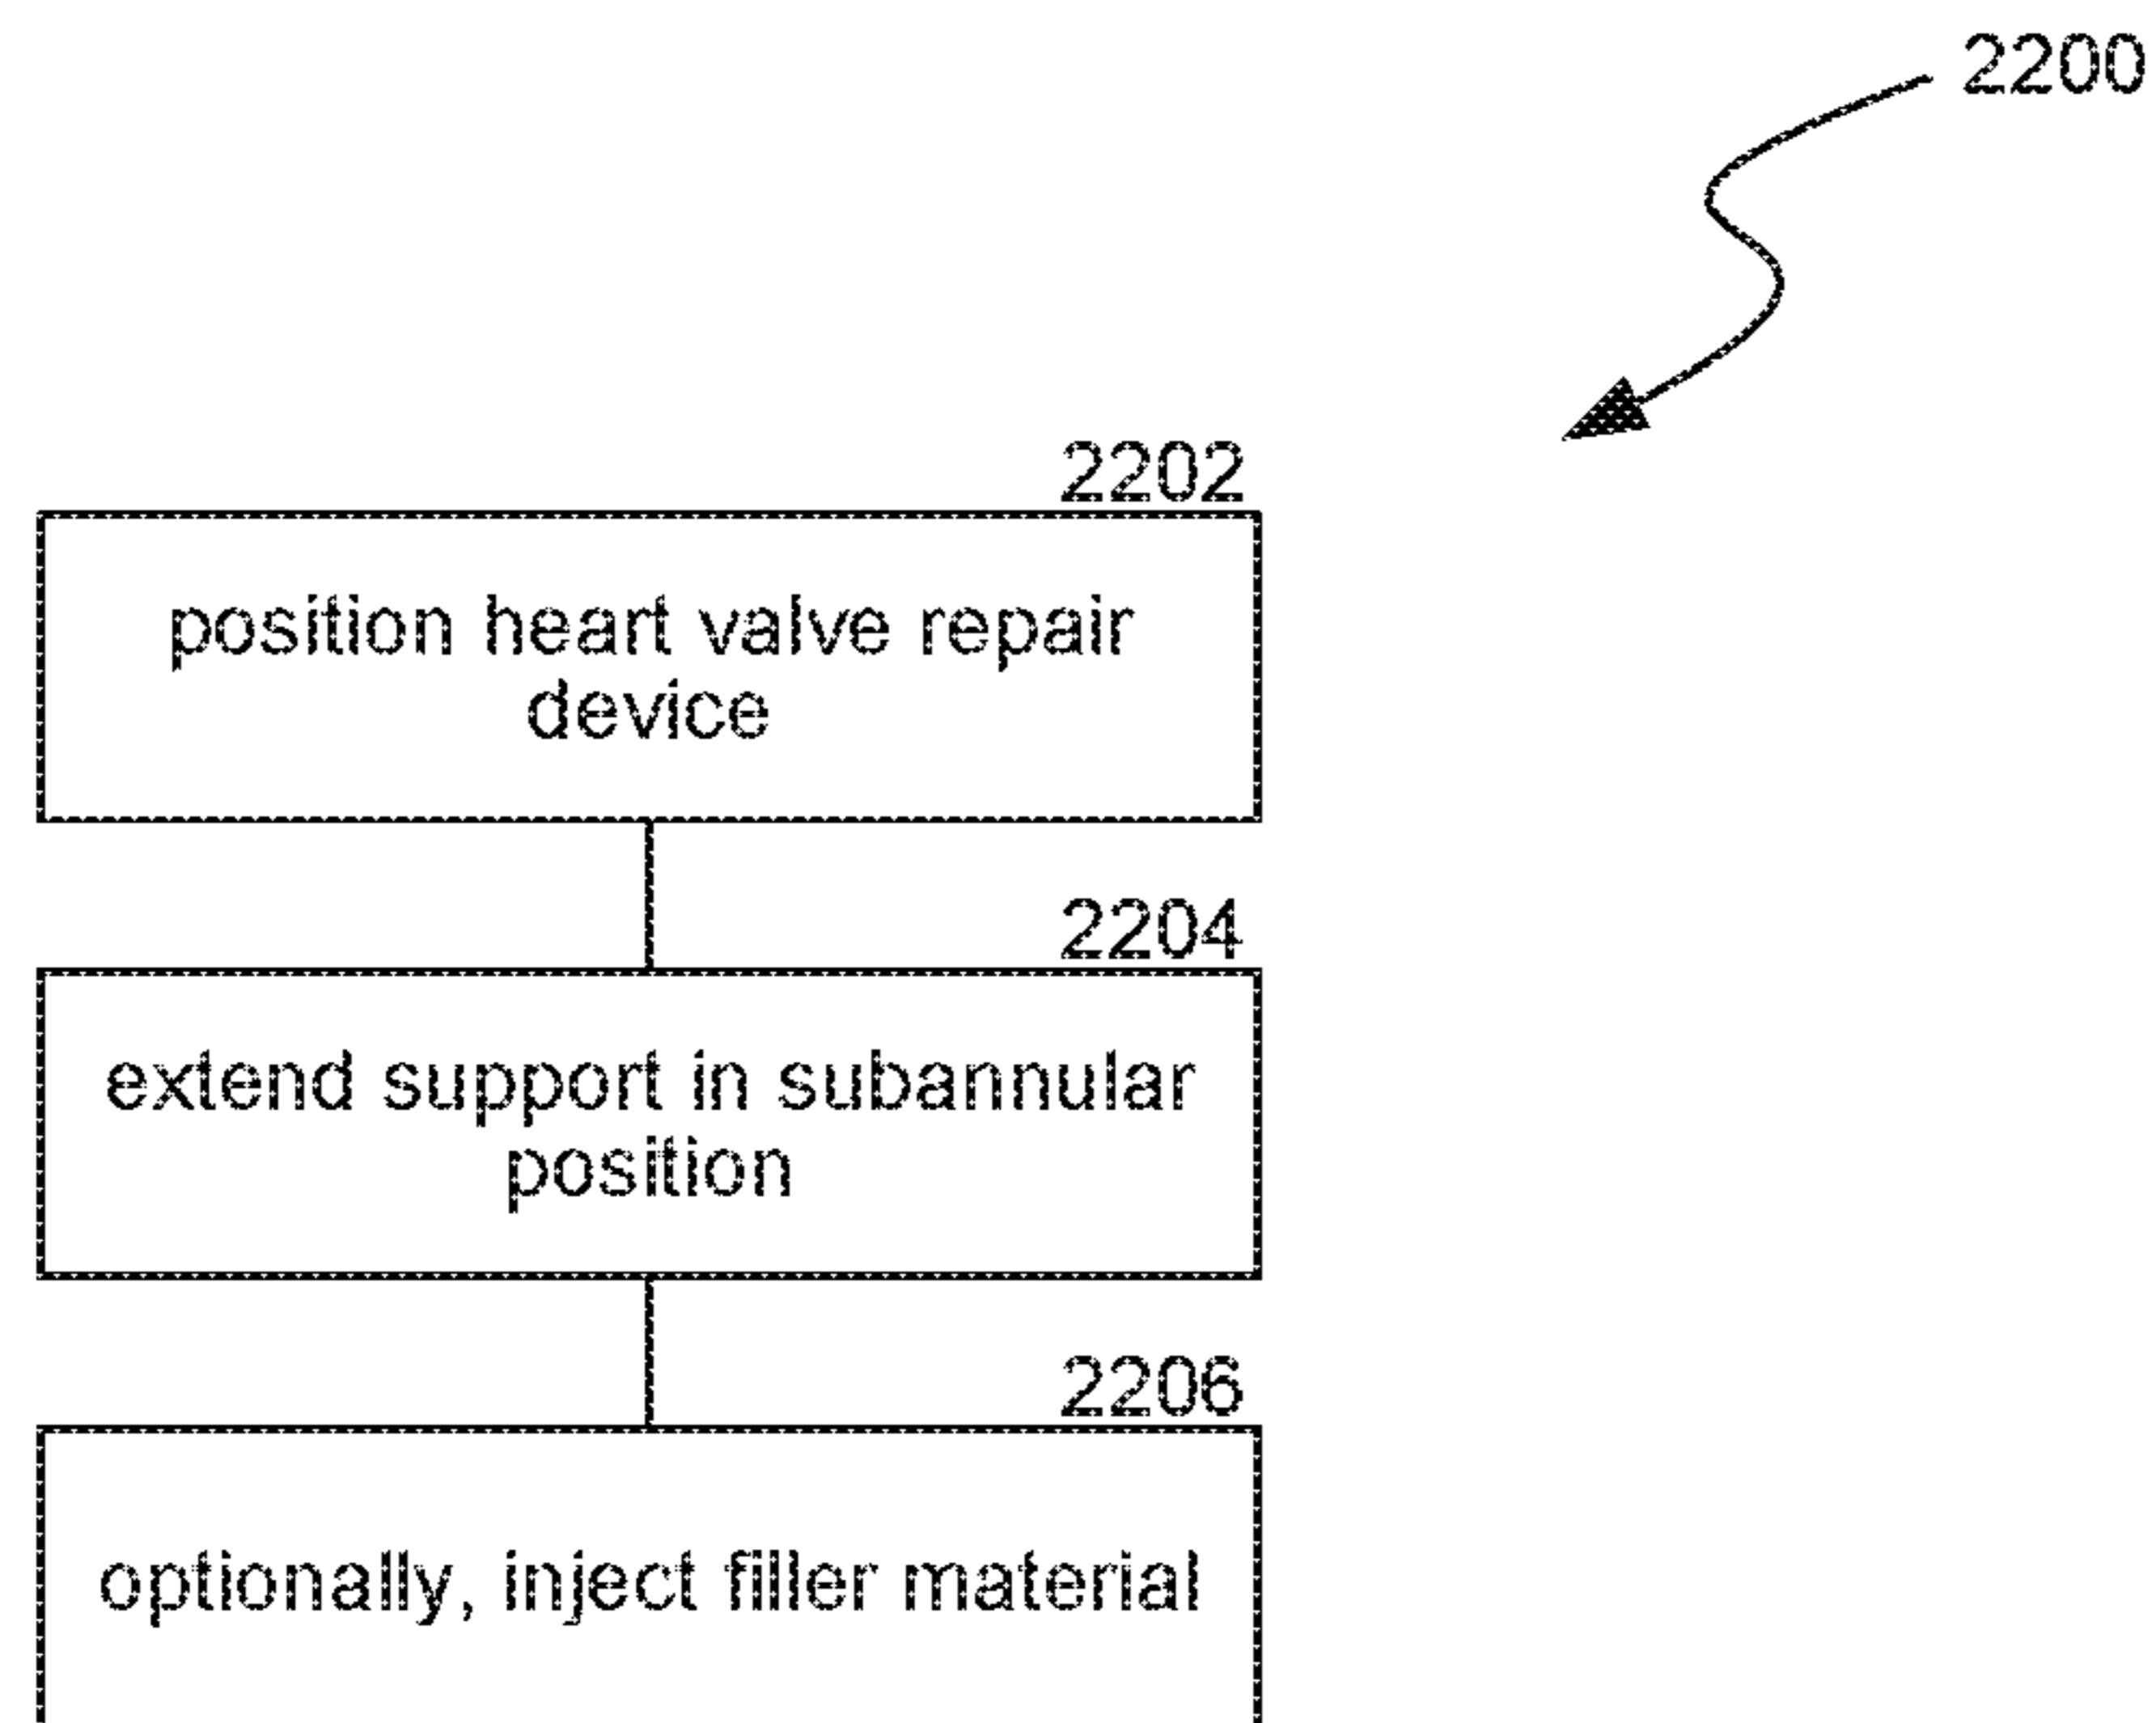 2200
2202
position heart valve repair
device
2204
extend support in subannular
position
2206
optionally, inject filler material